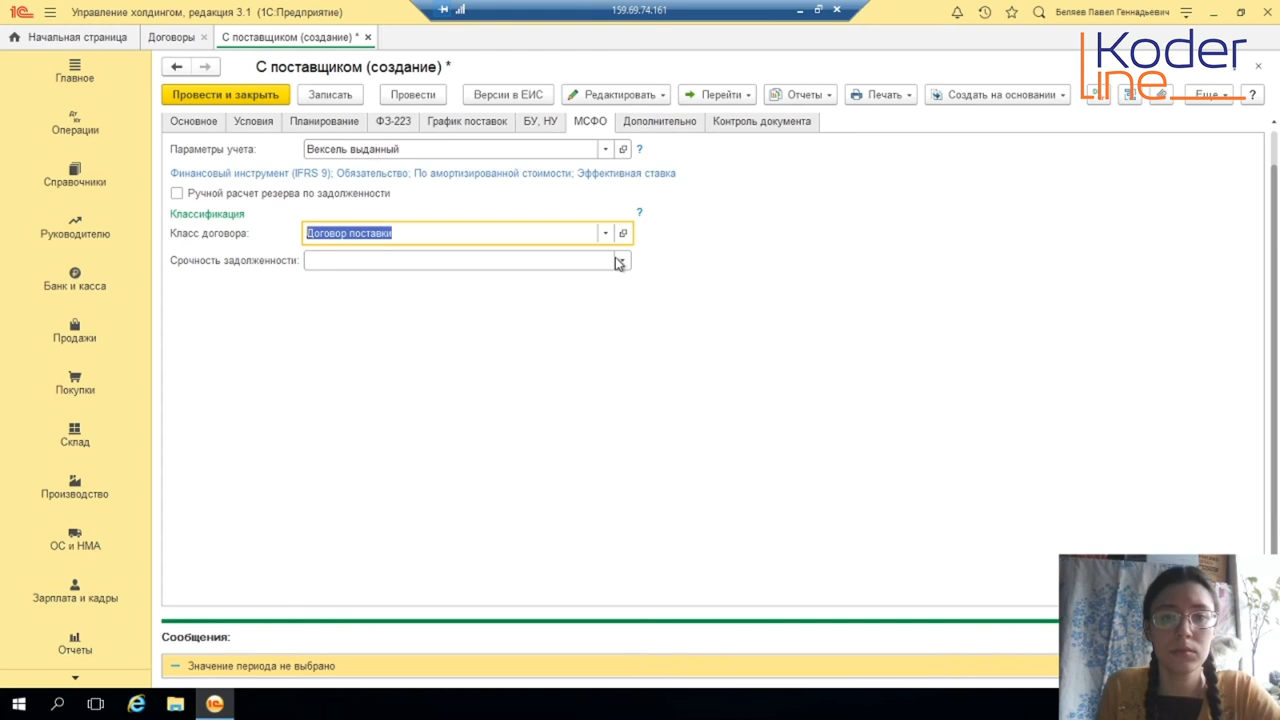 Управление холдингом, редакция 3.1 (1С:Предприятие)
159.69.74.161
Беляев Павел Геннадьевич
Начальная страница
Договоры ×
С поставщиком (создание) * ×
Koder
line
С поставщиком (создание) *
Провести и закрыть
Записать
Провести
Версии в ЕИС
Редактировать
Перейти
Отчеты
Печать
Создать на основании
Еще
?
Основное
Условия
Планирование
ФЗ-223
График поставок
БУ, НУ
МСФО
Дополнительно
Контроль документа
Параметры учета: Вексель выданный ?
Финансовый инструмент (IFRS 9); Обязательство; По амортизированной стоимости; Эффективная ставка
Ручной расчет резерва по задолженности
Классификация ?
Класс договора: Договор поставки
Срочность задолженности:
Главное
Операции
Справочники
Руководителю
Банк и касса
Продажи
Покупки
Склад
Производство
ОС и НМА
Зарплата и кадры
Отчеты
Сообщения:
Значение периода не выбрано